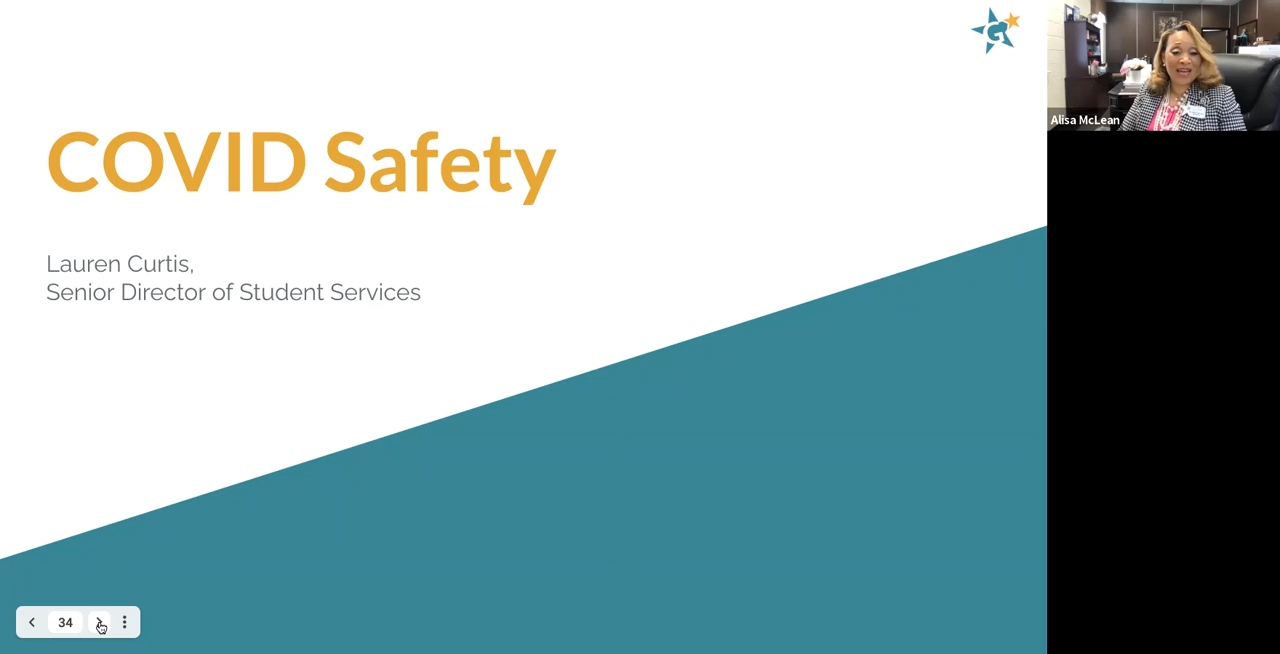 COVID Safety
Lauren Curtis,
Senior Director of Student Services
G
Alisa McLean
34